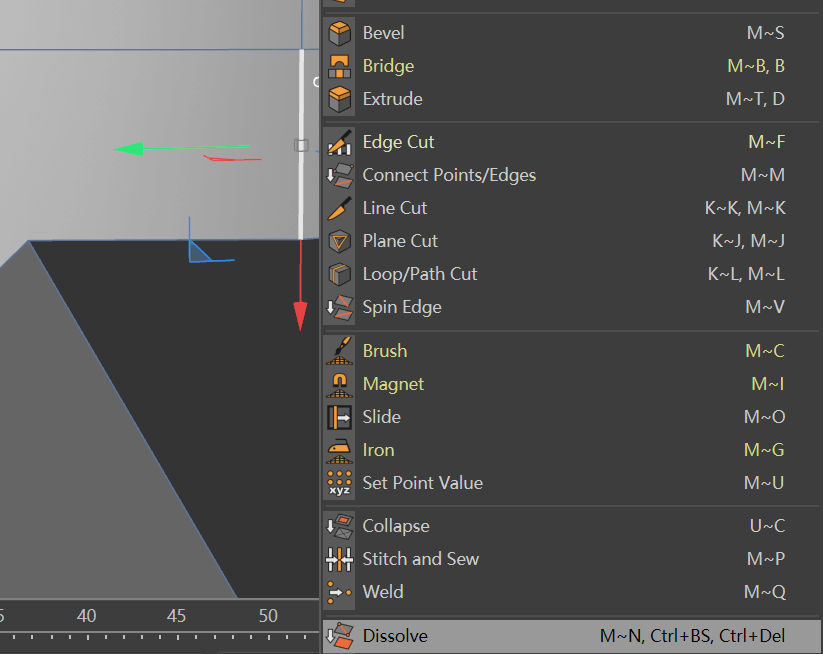 Bevel M~S
Bridge M~B, B
Extrude M~T, D
Edge Cut M~F
Connect Points/Edges M~M
Line Cut K~K, M~K
Plane Cut K~J, M~J
Loop/Path Cut K~L, M~L
Spin Edge M~V
Brush M~C
Magnet M~I
Slide M~O
Iron M~G
xyz Set Point Value M~U
Collapse U~C
Stitch and Sew M~P
Weld M~Q
40 45 50
Dissolve M~N, Ctrl+BS, Ctrl+Del